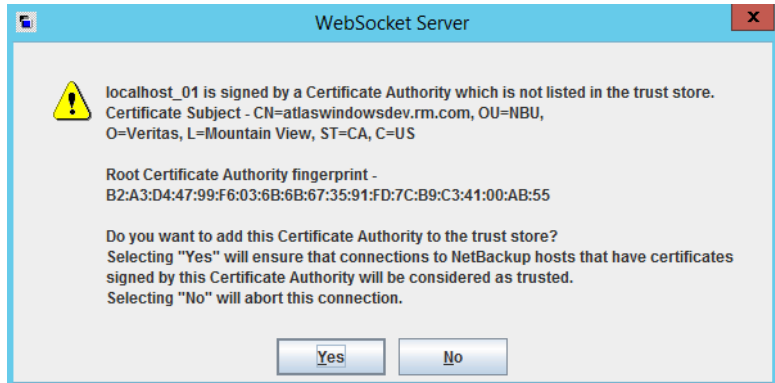 WebSocket Server
x
localhost_01 is signed by a Certificate Authority which is not listed in the trust store.
Certificate Subject - CN=atlaswindowsdev.rm.com, OU=NBU,
O=Veritas, L=Mountain View, ST=CA, C=US
Root Certificate Authority fingerprint -
B2:A3:D4:47:99:F6:03:6B:6B:67:35:91:FD:7C:B9:C3:41:00:AB:55
Do you want to add this Certificate Authority to the trust store?
Selecting "Yes" will ensure that connections to NetBackup hosts that have certificates
signed by this Certificate Authority will be considered as trusted.
Selecting "No" will abort this connection.
Yes No